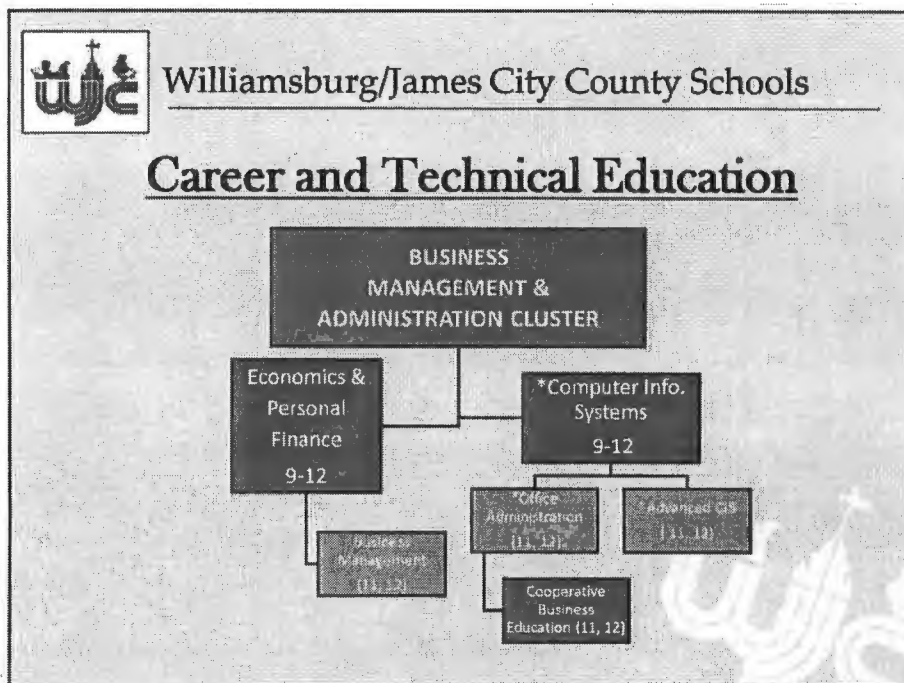 WJC
Williamsburg/James City County Schools
Career and Technical Education
BUSINESS
MANAGEMENT &
ADMINISTRATION CLUSTER
Economics &
Personal
Finance
9-12
*Computer Info.
Systems
9-12
*Office
Administration
(11, 12)
*Advanced CIS
(11, 12)
Business
Management
(11, 12)
Cooperative
Business
Education (11, 12)
WJC